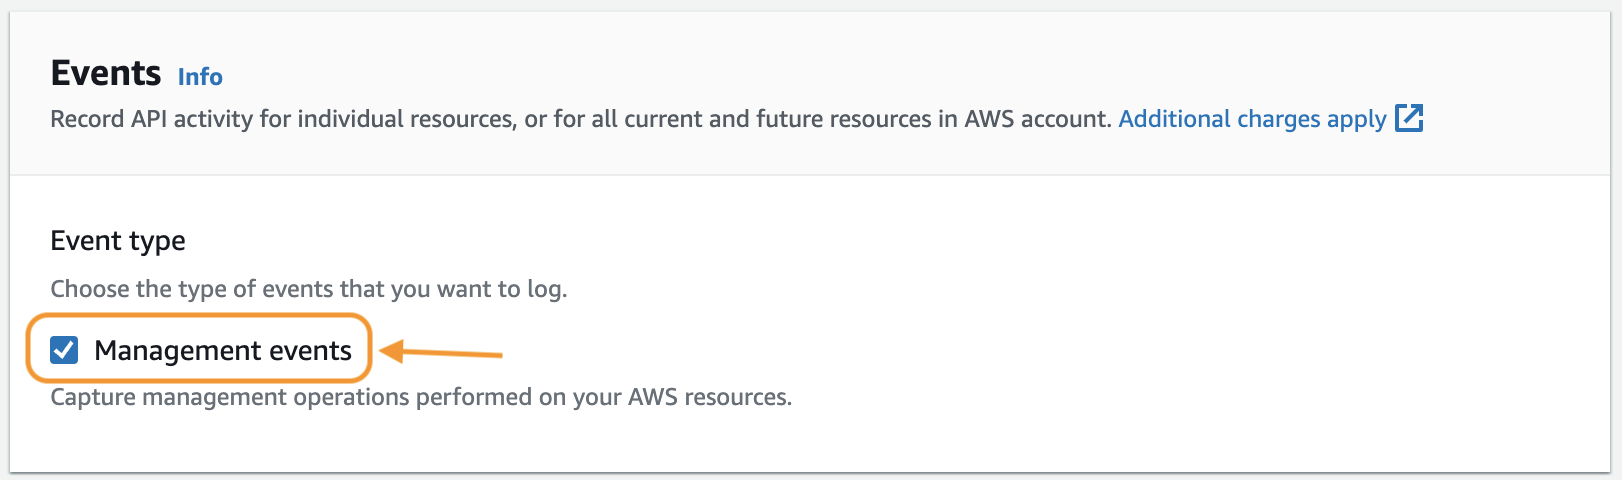 Events Info
Record API activity for individual resources, or for all current and future resources in AWS account. Additional charges apply
Event type
Choose the type of events that you want to log.
Management events
Capture management operations performed on your AWS resources.